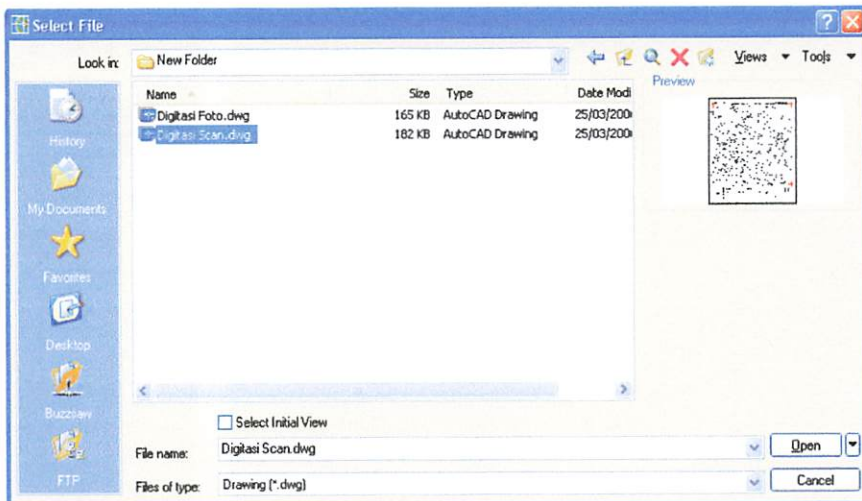 Select File
Look in: New Folder Views Tools
Name Size Type Date Modi Preview
Digitasi Foto.dwg 165 KB AutoCAD Drawing 25/03/200
Digitasi Scan.dwg 182 KB AutoCAD Drawing 25/03/200
History
My Documents
Favorites
Desktop
Buzzsaw
FTP
Select Initial View
File name: Digitasi Scan.dwg Open
Files of type: Drawing (*.dwg) Cancel